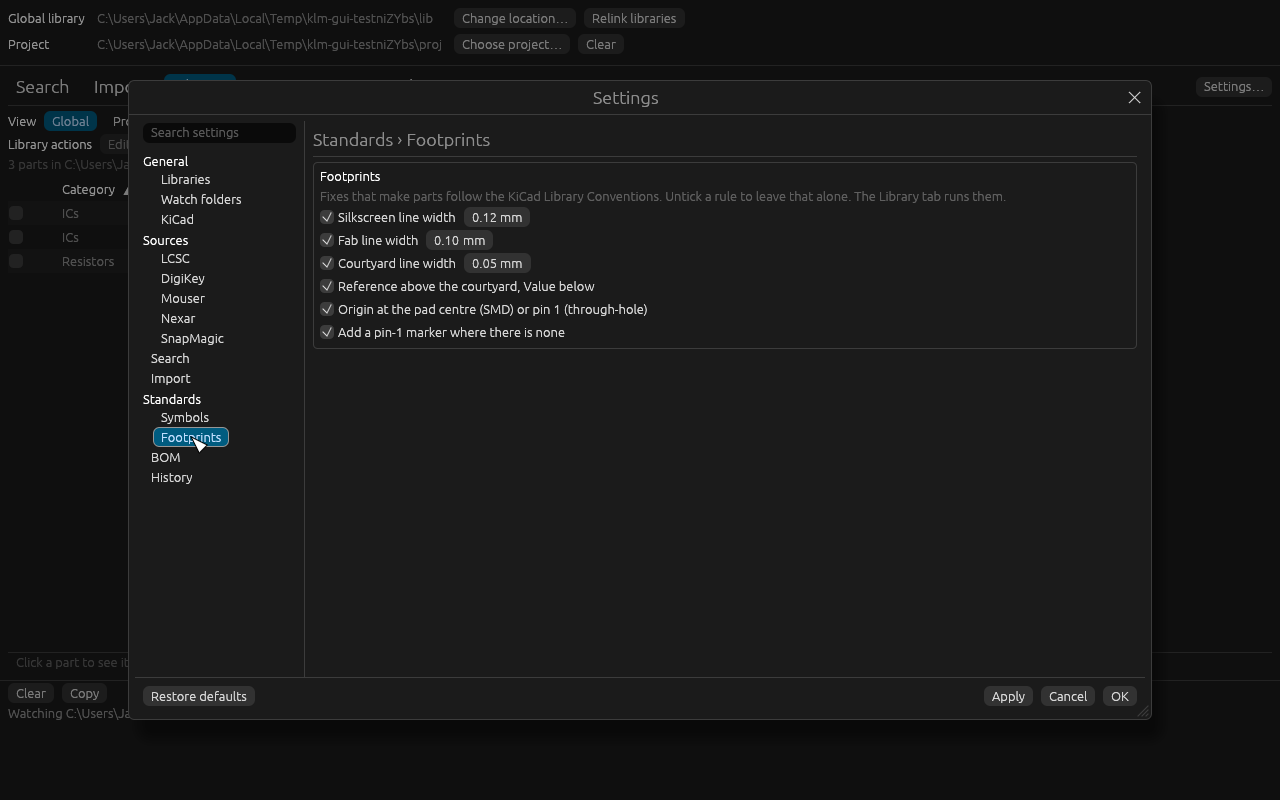 Global library C:\Users\Jack\AppData\Local\Temp\klm-gui-testniZYbs\lib Change location... Relink libraries
Project C:\Users\Jack\AppData\Local\Temp\klm-gui-testniZYbs\proj Choose project... Clear
Search Settings...
Settings
View Global
Search settings
Library actions
Standards › Footprints
3 parts in
General
Footprints
Libraries
Category
Fixes that make parts follow the KiCad Library Conventions. Untick a rule to leave that alone. The Library tab runs them.
Watch folders
ICs
Silkscreen line width 0.12 mm
KiCad
Sources
ICs
Fab line width 0.10 mm
LCSC
Resistors
Courtyard line width 0.05 mm
DigiKey
Reference above the courtyard, Value below
Mouser
Origin at the pad centre (SMD) or pin 1 (through-hole)
Nexar
Add a pin-1 marker where there is none
SnapMagic
Search
Import
Standards
Symbols
Footprints
BOM
History
Click a part to see
Clear Copy
Restore defaults Apply Cancel OK
Watching